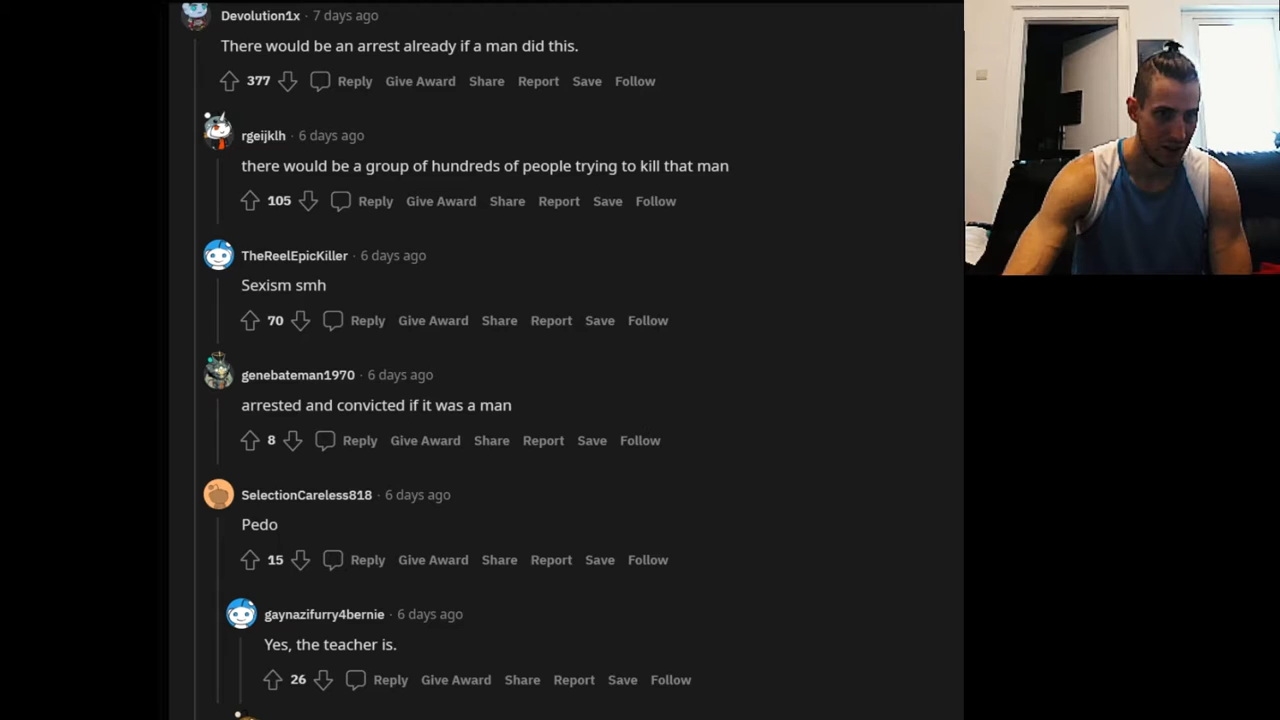 Devolution1x · 7 days ago
There would be an arrest already if a man did this.
377 Reply Give Award Share Report Save Follow
rgeijklh · 6 days ago
there would be a group of hundreds of people trying to kill that man
105 Reply Give Award Share Report Save Follow
TheReelEpicKiller · 6 days ago
Sexism smh
70 Reply Give Award Share Report Save Follow
genebateman1970 · 6 days ago
arrested and convicted if it was a man
8 Reply Give Award Share Report Save Follow
SelectionCareless818 · 6 days ago
Pedo
15 Reply Give Award Share Report Save Follow
gaynazifurry4bernie · 6 days ago
Yes, the teacher is.
26 Reply Give Award Share Report Save Follow